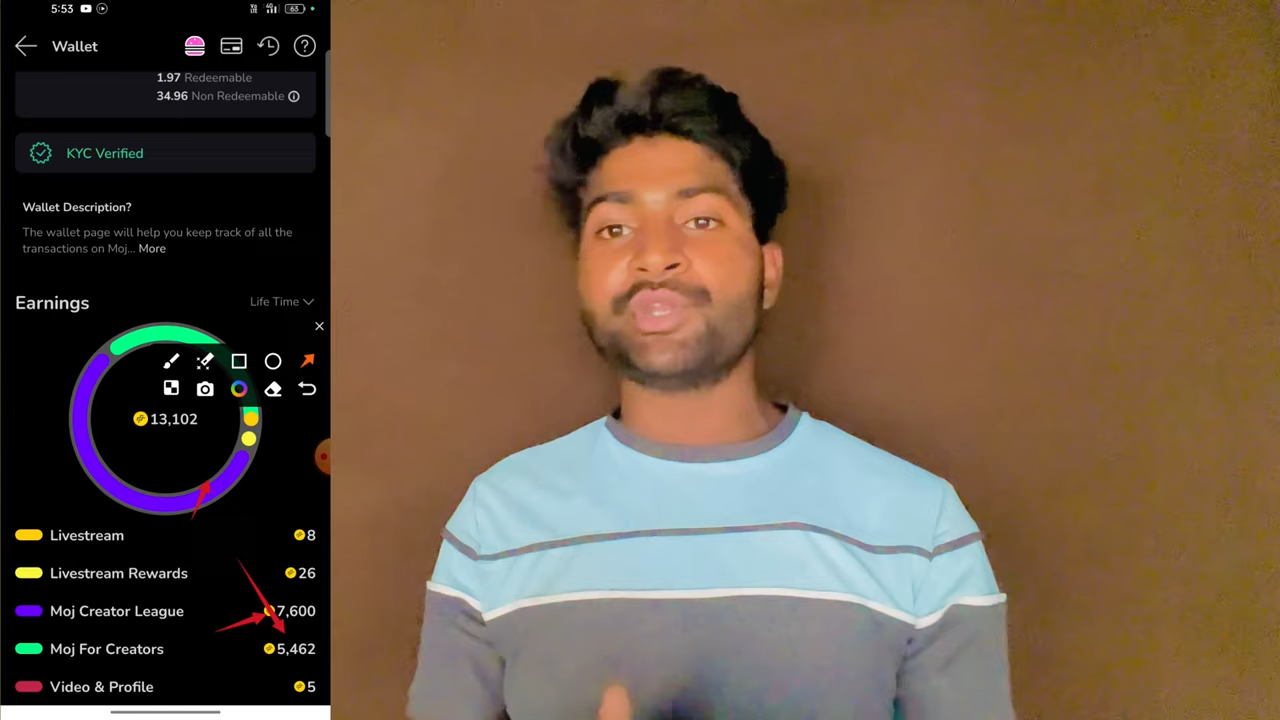 5:53
63
Wallet
1.97 Redeemable
34.96 Non Redeemable
KYC Verified
Wallet Description?
The wallet page will help you keep track of all the
transactions on Moj... More
Earnings
Life Time
13,102
Livestream 8
Livestream Rewards 26
Moj Creator League 7,600
Moj For Creators 5,462
Video & Profile 5